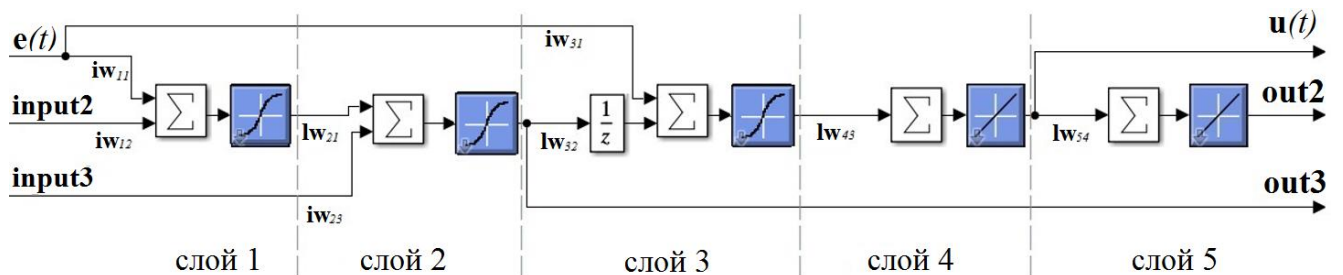 e(t)
iw₁₁
input2
iw₁₂
input3
lw₂₁
iw₂₃
iw₃₁
lw₃₂
1
z
lw₄₃
lw₅₄
u(t)
out2
out3
Σ
Σ
Σ
Σ
Σ
слой 1
слой 2
слой 3
слой 4
слой 5